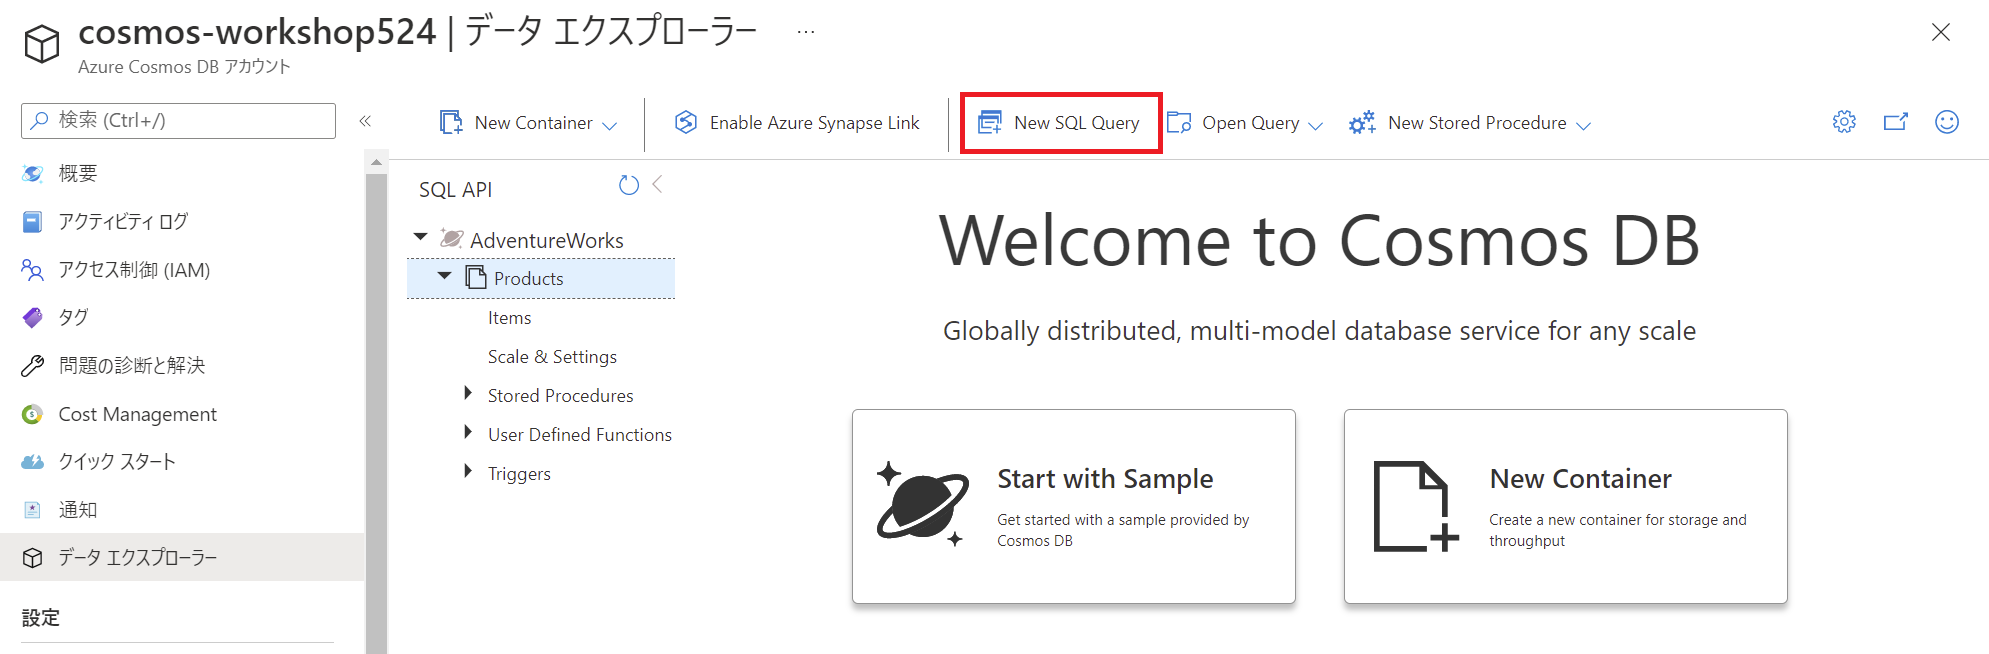 cosmos-workshop524 | データ エクスプローラー ...
Azure Cosmos DB アカウント
検索 (Ctrl+/)
«
概要
アクティビティ ログ
アクセス制御 (IAM)
タグ
問題の診断と解決
Cost Management
クイック スタート
通知
データ エクスプローラー
設定
New Container
Enable Azure Synapse Link
New SQL Query
Open Query
New Stored Procedure
SQL API
AdventureWorks
Products
Items
Scale & Settings
Stored Procedures
User Defined Functions
Triggers
Welcome to Cosmos DB
Globally distributed, multi-model database service for any scale
Start with Sample
Get started with a sample provided by
Cosmos DB
New Container
Create a new container for storage and
throughput